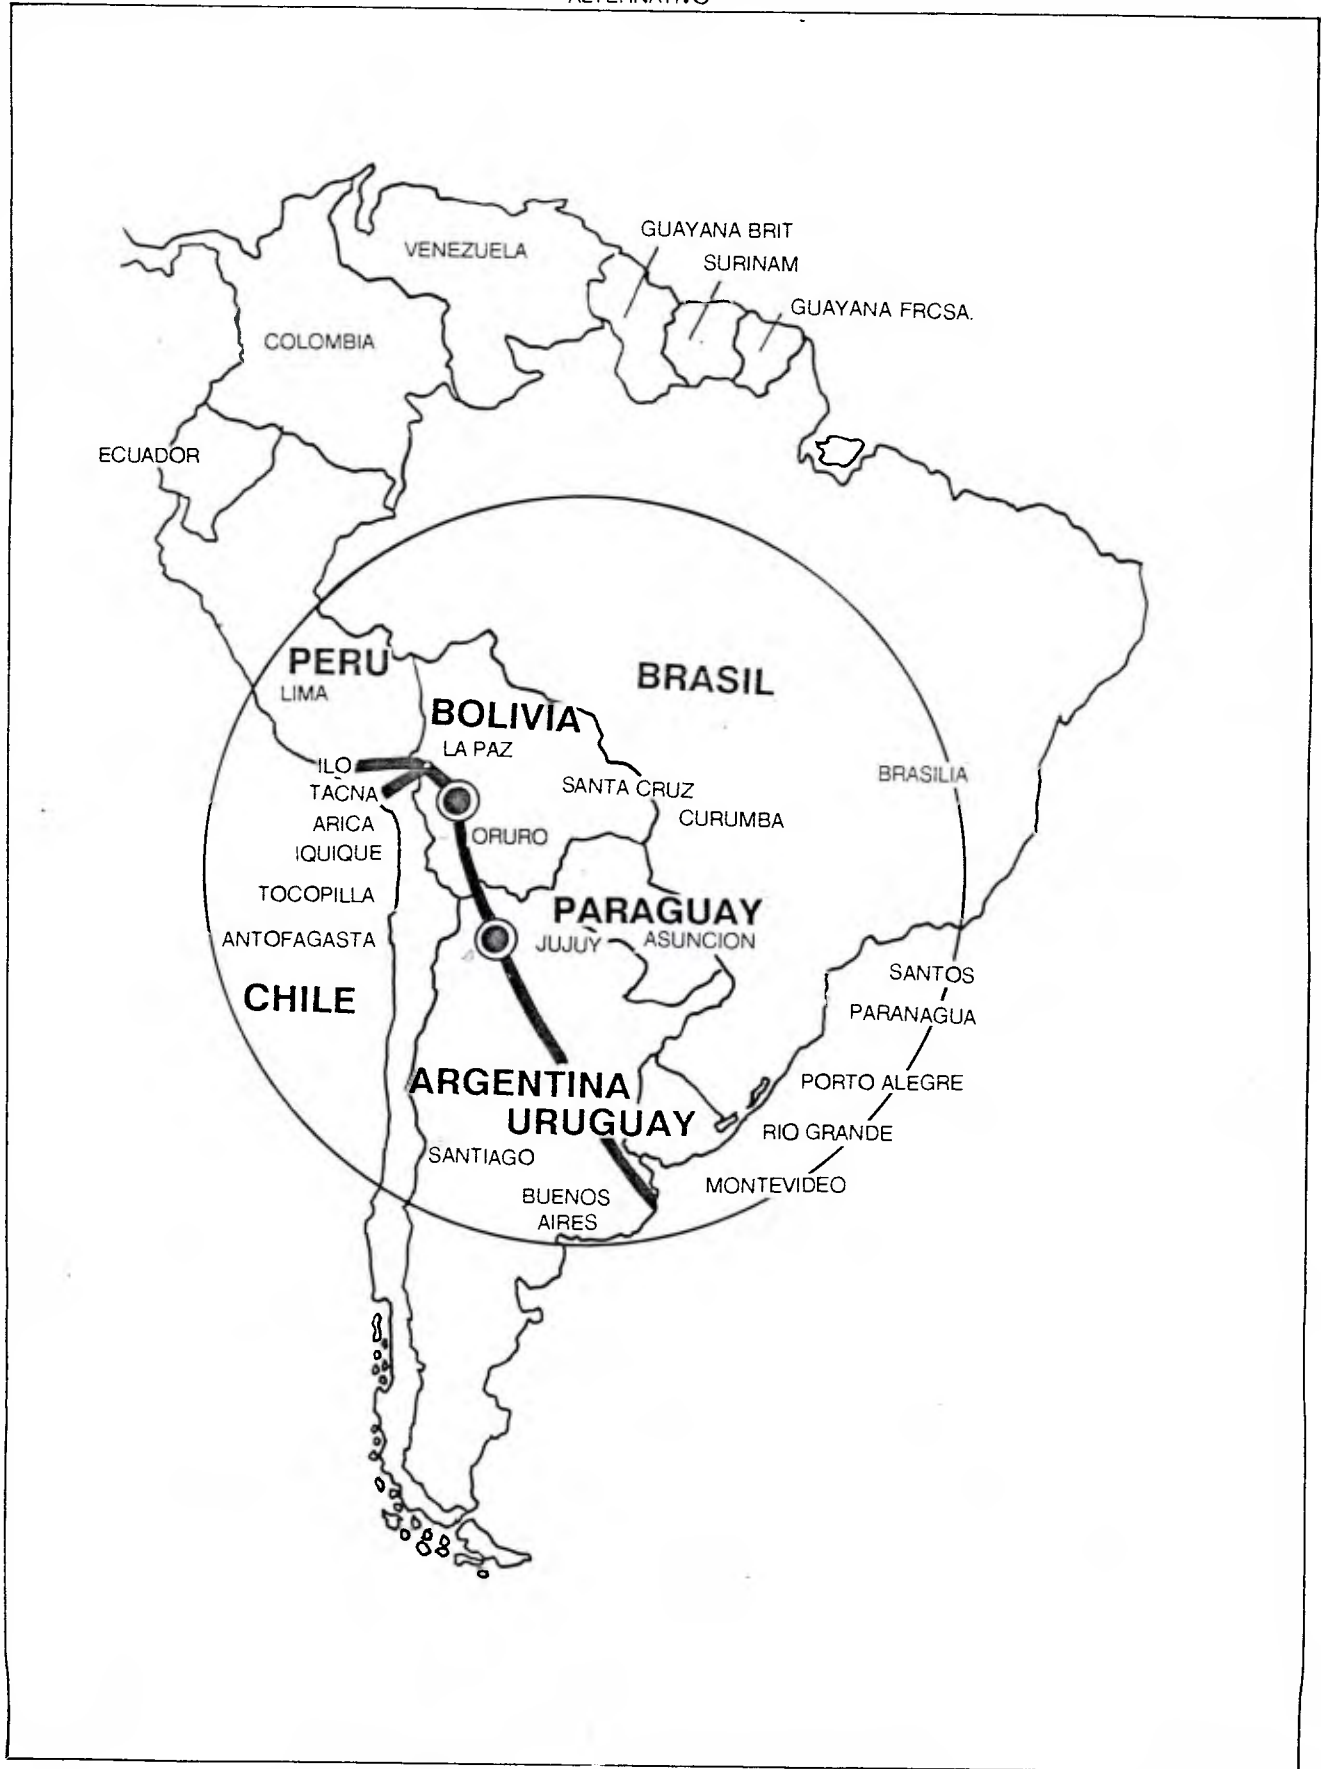 ALTERNATIVO
GUAYANA BRIT
SURINAM
VENEZUELA
GUAYANA FRCSA.
COLOMBIA
ECUADOR
PERU
LIMA
BRASIL
BOLIVIA
LA PAZ
ILO
TACNA
SANTA CRUZ
BRASILIA
ARICA
CURUMBA
IQUIQUE
ORURO
TOCOPILLA
PARAGUAY
ANTOFAGASTA
JUJUY
ASUNCION
CHILE
SANTOS
PARANAGUA
ARGENTINA
PORTO ALEGRE
URUGUAY
RIO GRANDE
SANTIAGO
MONTEVIDEO
BUENOS
AIRES